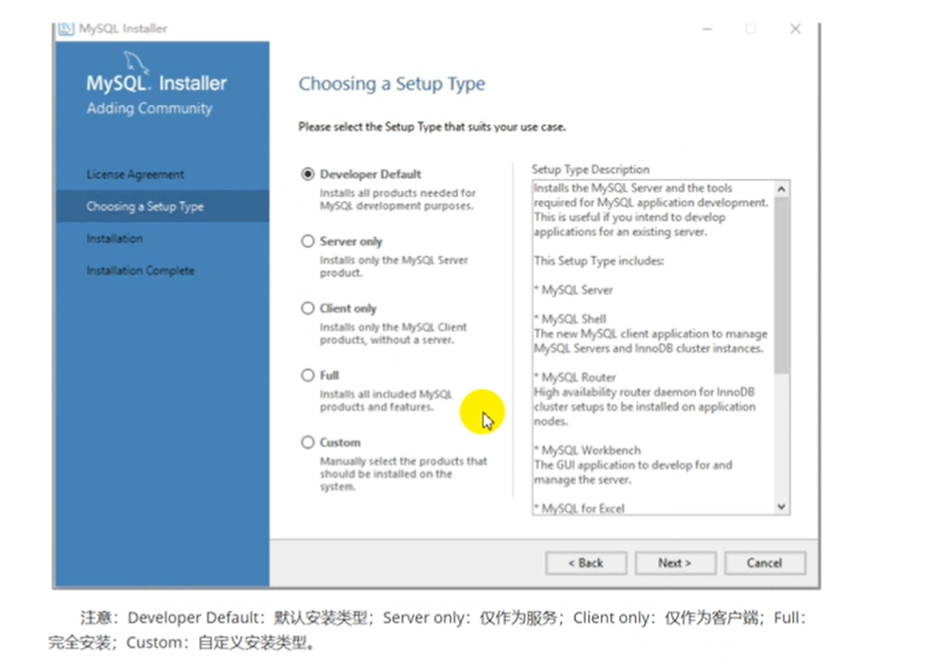 MySQL Installer
MySQL. Installer
Adding Community
License Agreement
Choosing a Setup Type
Installation
Installation Complete
Choosing a Setup Type
Please select the Setup Type that suits your use case.
Developer Default
Installs all products needed for
MySQL development purposes.
Server only
Installs only the MySQL Server
product.
Client only
Installs only the MySQL Client
products, without a server.
Full
Installs all included MySQL
products and features.
Custom
Manually select the products that
should be installed on the
system.
Setup Type Description
Installs the MySQL Server and the tools
required for MySQL application development.
This is useful if you intend to develop
applications for an existing server.
This Setup Type includes:
* MySQL Server
* MySQL Shell
The new MySQL client application to manage
MySQL Servers and InnoDB cluster instances.
* MySQL Router
High availability router daemon for InnoDB
cluster setups to be installed on application
nodes.
* MySQL Workbench
The GUI application to develop for and
manage the server.
* MySQL for Excel
< Back
Next >
Cancel
注意：Developer Default：默认安装类型；Server only：仅作为服务；Client only：仅作为客户端；Full：
完全安装；Custom：自定义安装类型。